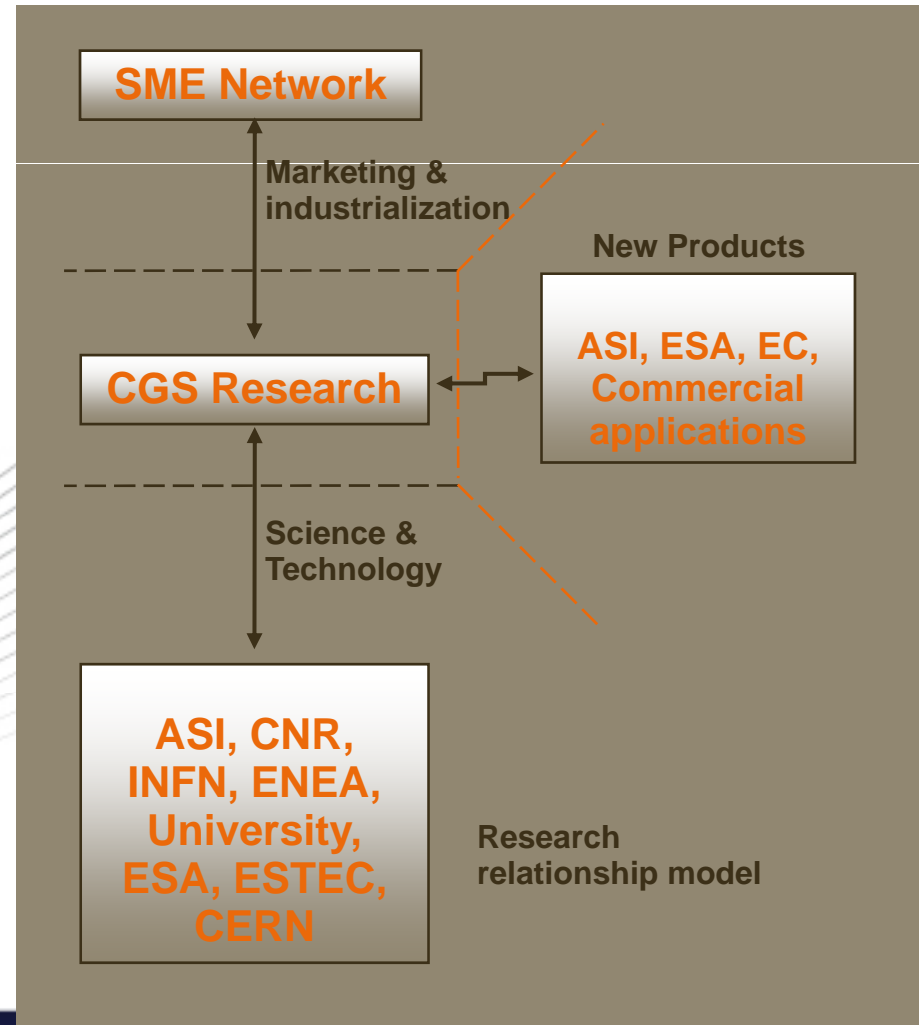 SME Network
Marketing &
industrialization
New Products
ASI, ESA, EC,
Commercial
applications
CGS Research
Science &
Technology
ASI, CNR,
INFN, ENEA,
University,
ESA, ESTEC,
CERN
Research
relationship model